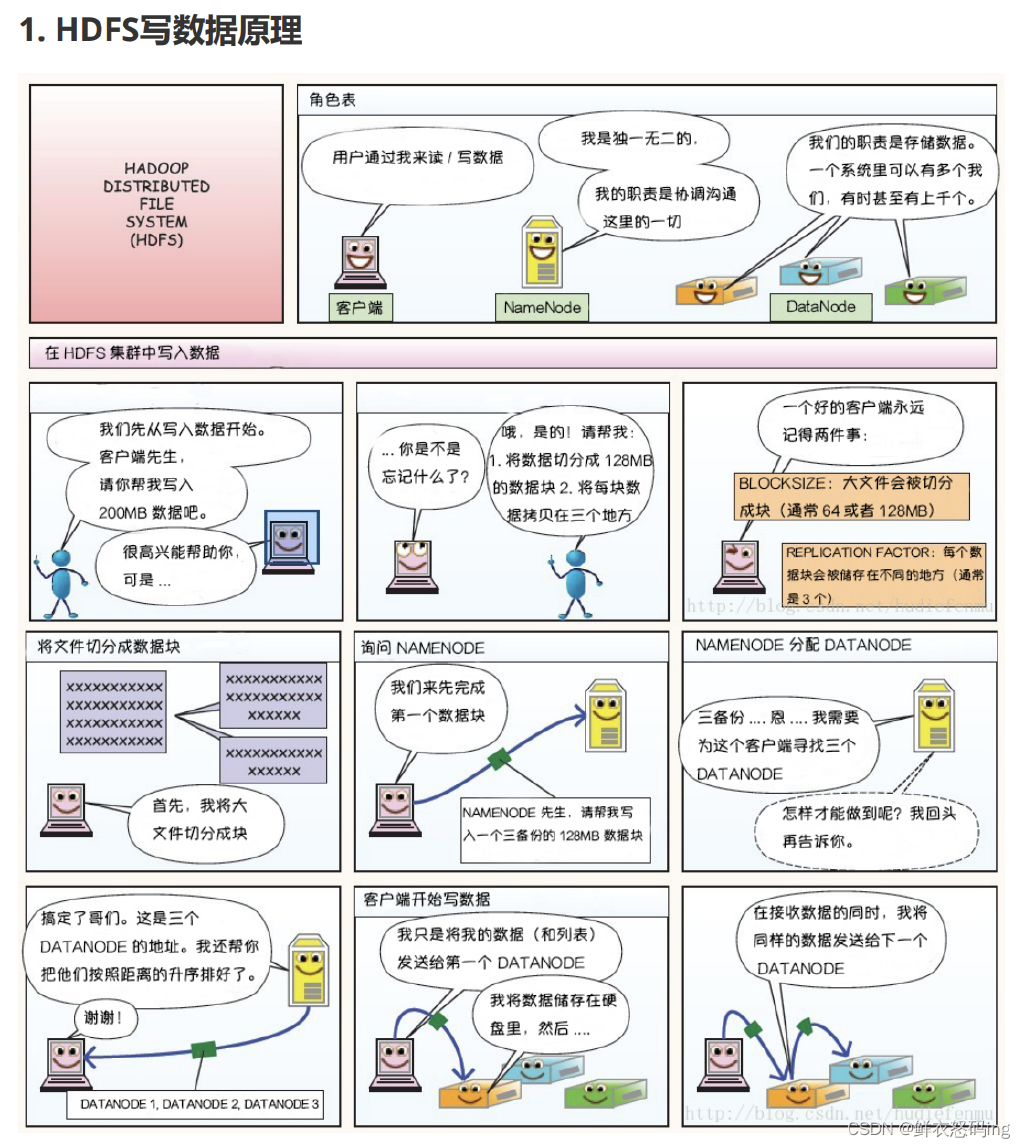 1. HDFS写数据原理
HADOOP
DISTRIBUTED
FILE
SYSTEM
(HDFS)
角色表
用户通过我来读/写数据
我是独一无二的,
我的职责是协调沟通
这里的一切
我们的职责是存储数据。
一个系统里可以有多个我
们,有时甚至有上千个。
客户端
NameNode
DataNode
在 HDFS 集群中写入数据
我们先从写入数据开始。
客户端先生,
请你帮我写入
200MB 数据吧。
很高兴能帮助你,
可是 ...
... 你是不是
忘记什么了?
哦,是的!请帮我:
1. 将数据切分成 128MB
的数据块 2. 将每块数
据拷贝在三个地方
一个好的客户端永远
记得两件事:
BLOCKSIZE:大文件会被切分
成块(通常 64 或者 128MB)
REPLICATION FACTOR:每个数
据块会被储存在不同的地方(通常
是 3 个)
http://blog.csdn.net/hudiefenmu
将文件切分成数据块
XXXXXXXXXXX
XXXXXXXXXXX
XXXXXXXXXXX
XXXXXXXXXXX
XXXXXXXXXXX
XXXXXXXXXXX
XXXXXX
XXXXXXXXXXX
XXXXXX
首先,我将大
文件切分成块
询问 NAMENODE
我们来先完成
第一个数据块
NAMENODE 先生,请帮我写
入一个三备份的 128MB 数据块
NAMENODE 分配 DATANODE
三备份 .... 恩 .... 我需要
为这个客户端寻找三个
DATANODE
怎样才能做到呢?我回头
再告诉你。
搞定了哥们。这是三个
DATANODE 的地址。我还帮你
把他们按照距离的升序排好了。
谢谢!
DATANODE 1, DATANODE 2, DATANODE 3
客户端开始写数据
我只是将我的数据(和列表)
发送给第一个 DATANODE
我将数据储存在硬
盘里,然后 ....
在接收数据的同时,我将
同样的数据发送给下一个
DATANODE
http://blog.csdn.net/hudiefenmu
CSDN @鲜衣怒码ing